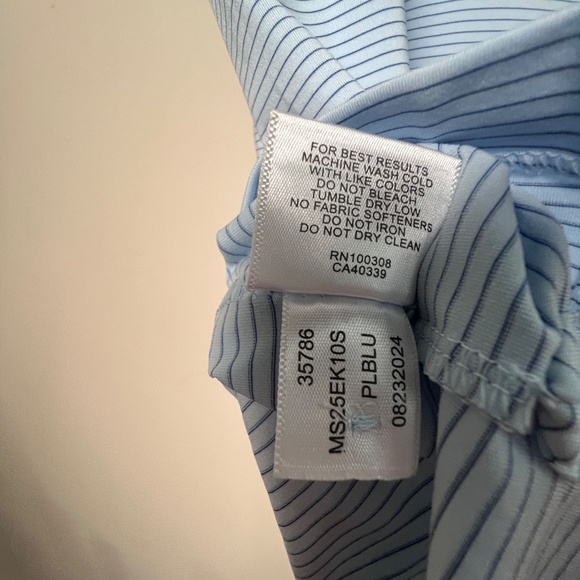 FOR BEST RESULTS
MACHINE WASH COLD
WITH LIKE COLORS
DO NOT BLEACH
TUMBLE DRY LOW
NO FABRIC SOFTENERS
DO NOT IRON
DO NOT DRY CLEAN
RN100308
CA40339
35786
MS25EK10S
PLBLU
08232024